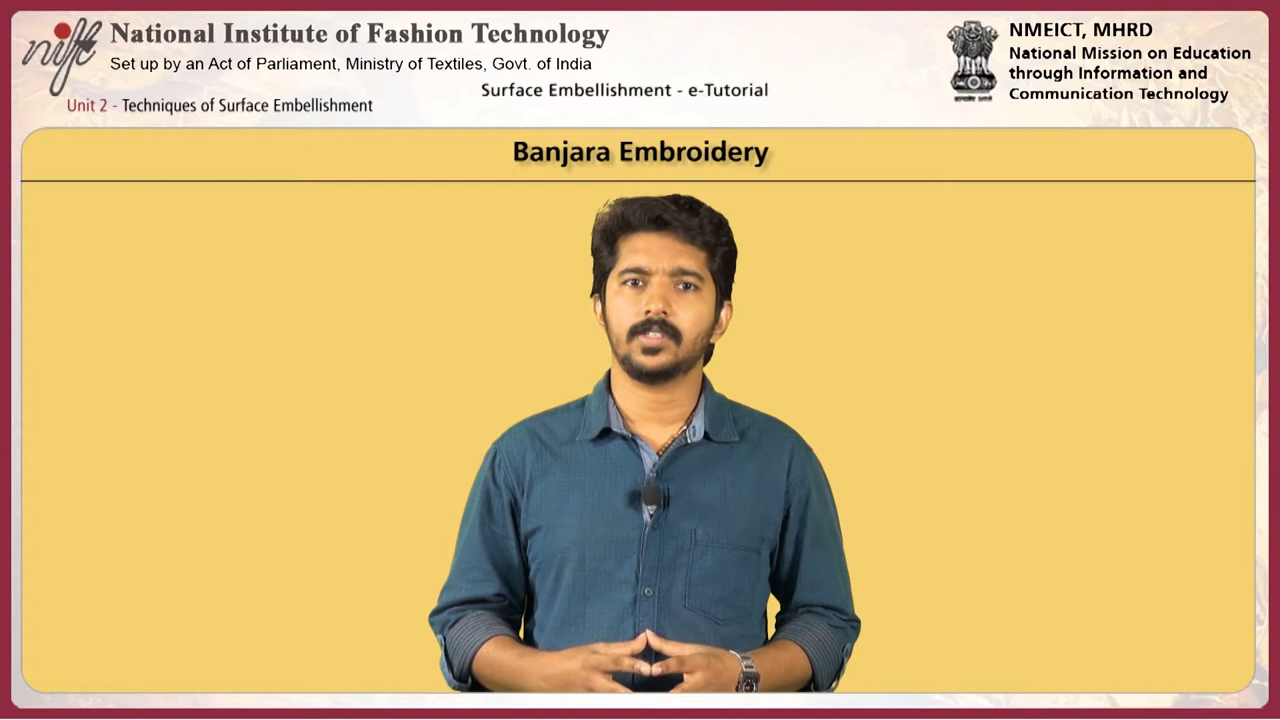 nift
National Institute of Fashion Technology
Set up by an Act of Parliament, Ministry of Textiles, Govt. of India
Unit 2 - Techniques of Surface Embellishment
Surface Embellishment - e-Tutorial
NMEICT, MHRD
National Mission on Education
through Information and
Communication Technology
Banjara Embroidery